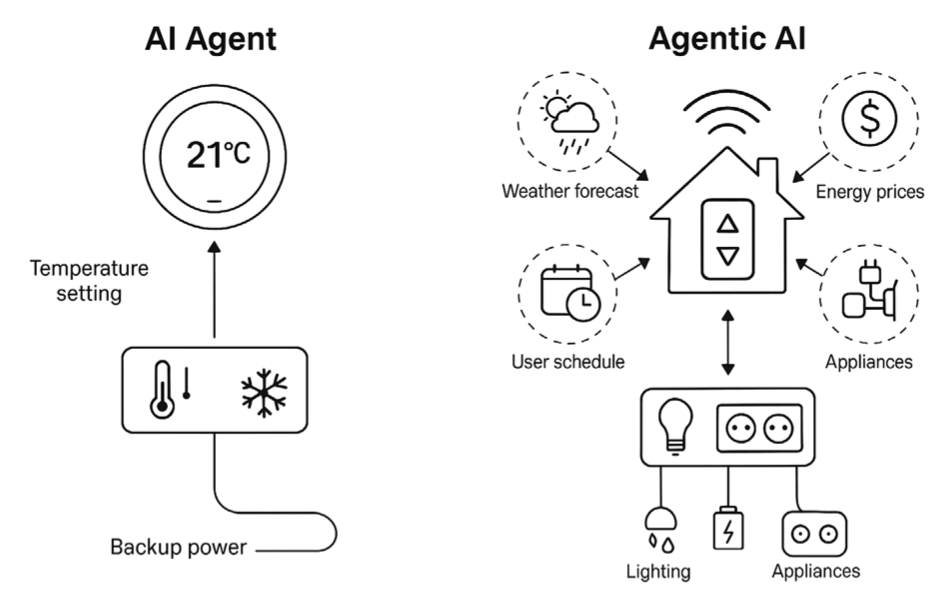 AI Agent
21°C
Temperature
setting
Backup power
Agentic AI
Weather forecast
$
Energy prices
User schedule
Appliances
Lighting
Appliances